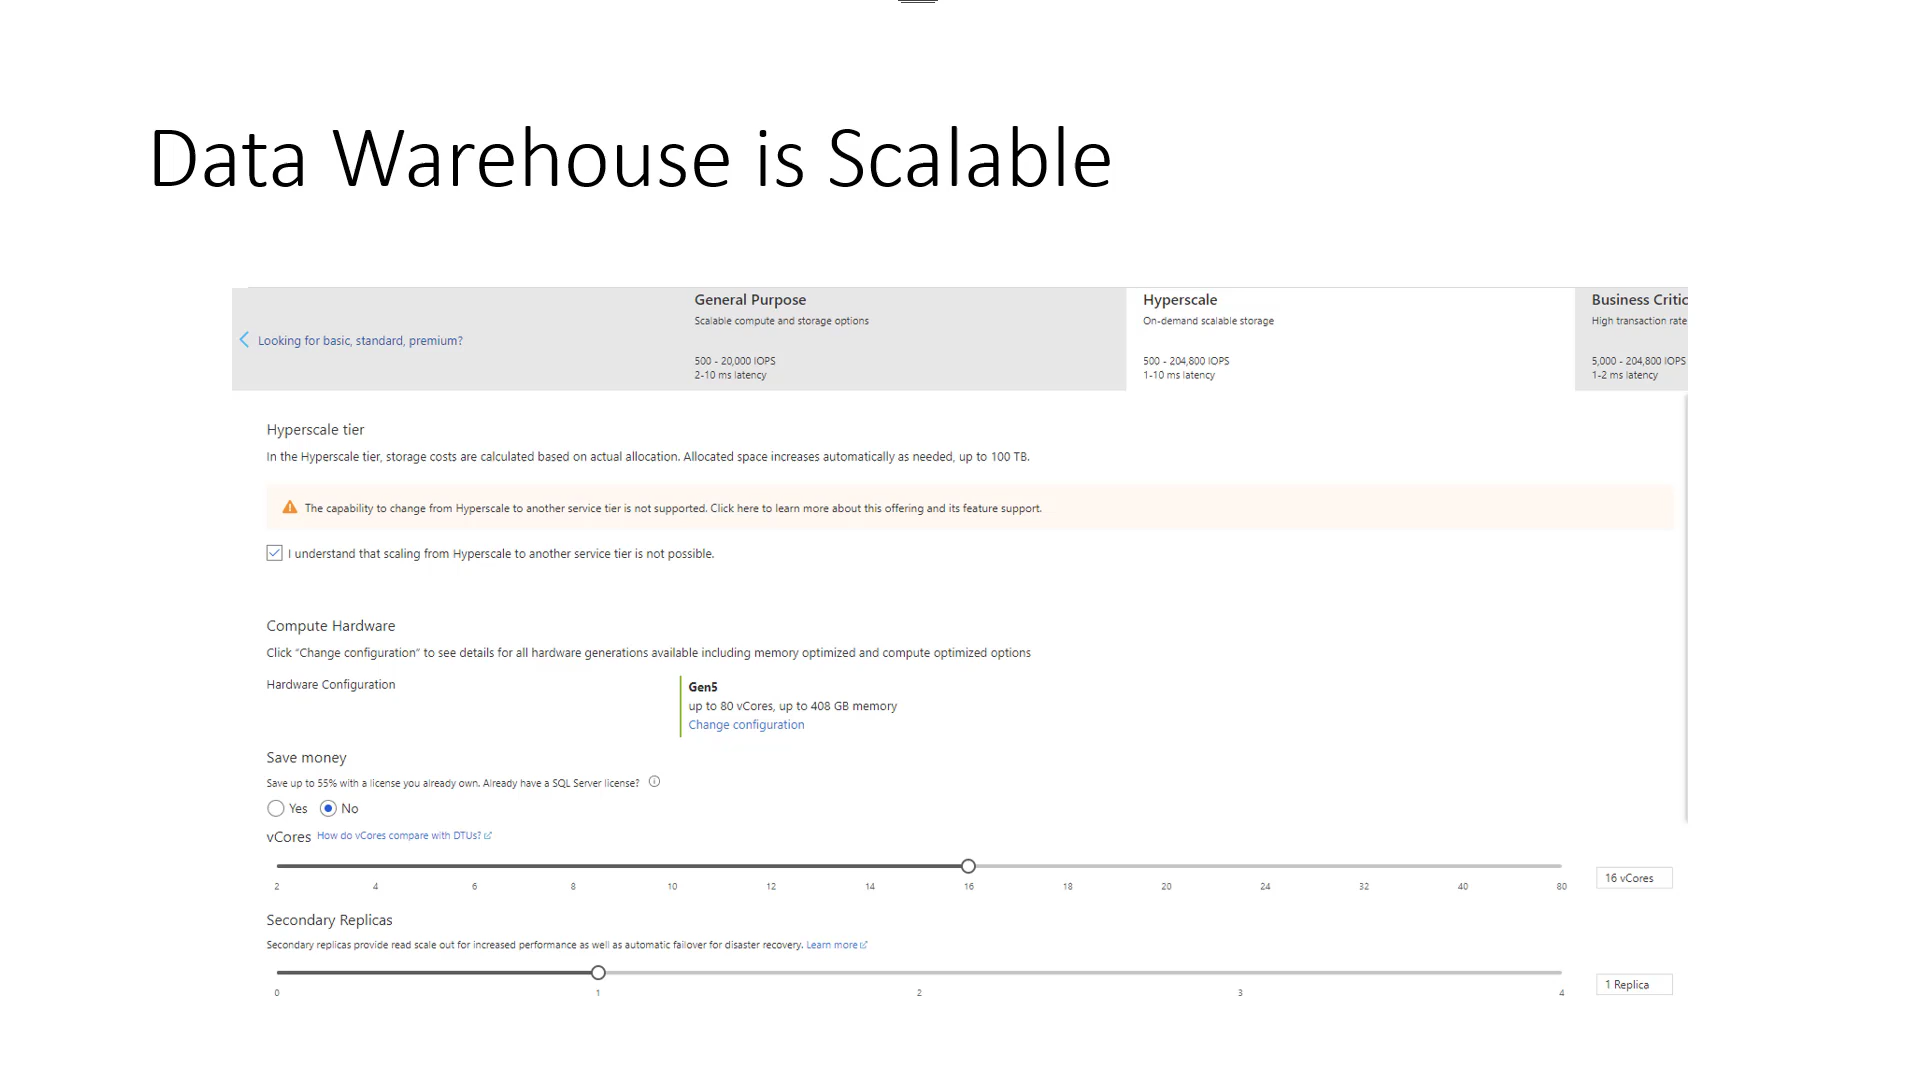 Data Warehouse is Scalable
Looking for basic, standard, premium?
General Purpose
Scalable compute and storage options
500 - 20,000 IOPS
2-10 ms latency
Hyperscale
On-demand scalable storage
500 - 204,800 IOPS
1-10 ms latency
Business Critic
High transaction rate
5,000 - 204,800 IOPS
1-2 ms latency
Hyperscale tier
In the Hyperscale tier, storage costs are calculated based on actual allocation. Allocated space increases automatically as needed, up to 100 TB.
The capability to change from Hyperscale to another service tier is not supported. Click here to learn more about this offering and its feature support.
I understand that scaling from Hyperscale to another service tier is not possible.
Compute Hardware
Click "Change configuration" to see details for all hardware generations available including memory optimized and compute optimized options
Hardware Configuration
Gen5
up to 80 vCores, up to 408 GB memory
Change configuration
Save money
Save up to 55% with a license you already own. Already have a SQL Server license?
Yes No
vCores How do vCores compare with DTUs?
2 4 6 8 10 12 14 16 18 20 24 32 40 80
16 vCores
Secondary Replicas
Secondary replicas provide read scale out for increased performance as well as automatic failover for disaster recovery. Learn more
0 1 2 3 4
1 Replica